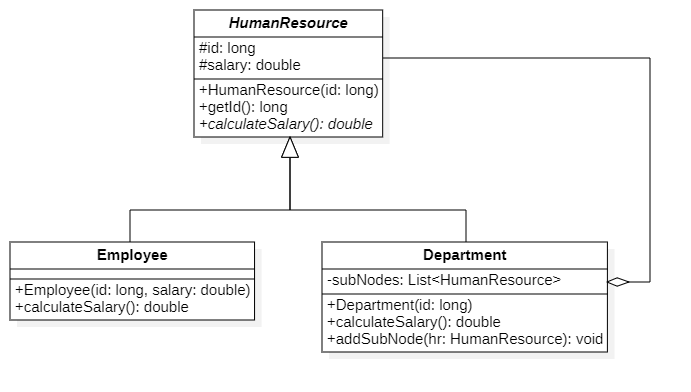 HumanResource
#id: long
#salary: double
+HumanResource(id: long)
+getId(): long
+calculateSalary(): double
Employee
+Employee(id: long, salary: double)
+calculateSalary(): double
Department
-subNodes: List<HumanResource>
+Department(id: long)
+calculateSalary(): double
+addSubNode(hr: HumanResource): void